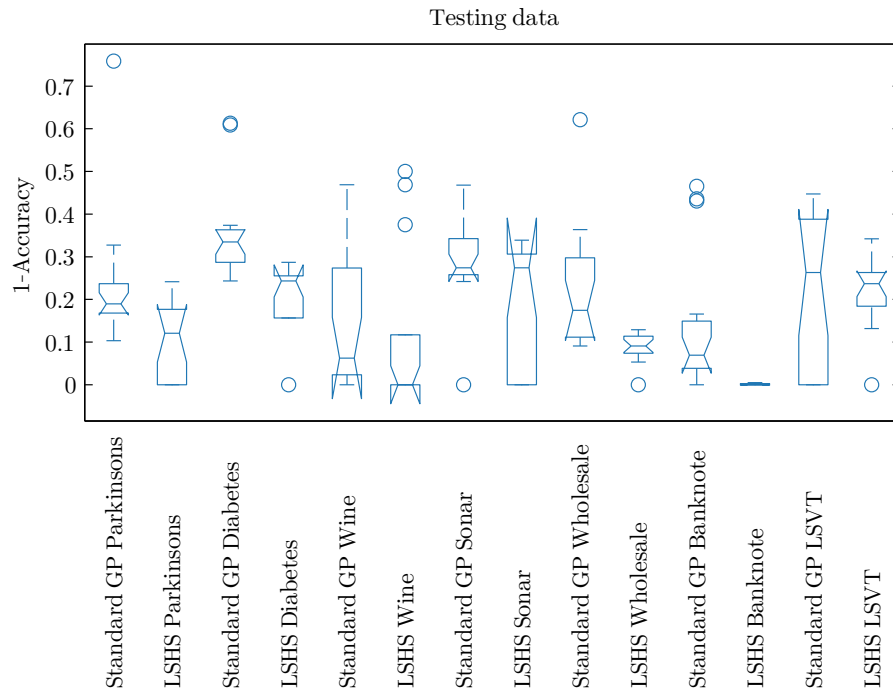 Testing data
1-Accuracy
0.7
0.6
0.5
0.4
0.3
0.2
0.1
0
Standard GP Parkinsons
LSHS Parkinsons
Standard GP Diabetes
LSHS Diabetes
Standard GP Wine
LSHS Wine
Standard GP Sonar
LSHS Sonar
Standard GP Wholesale
LSHS Wholesale
Standard GP Banknote
LSHS Banknote
Standard GP LSVT
LSHS LSVT